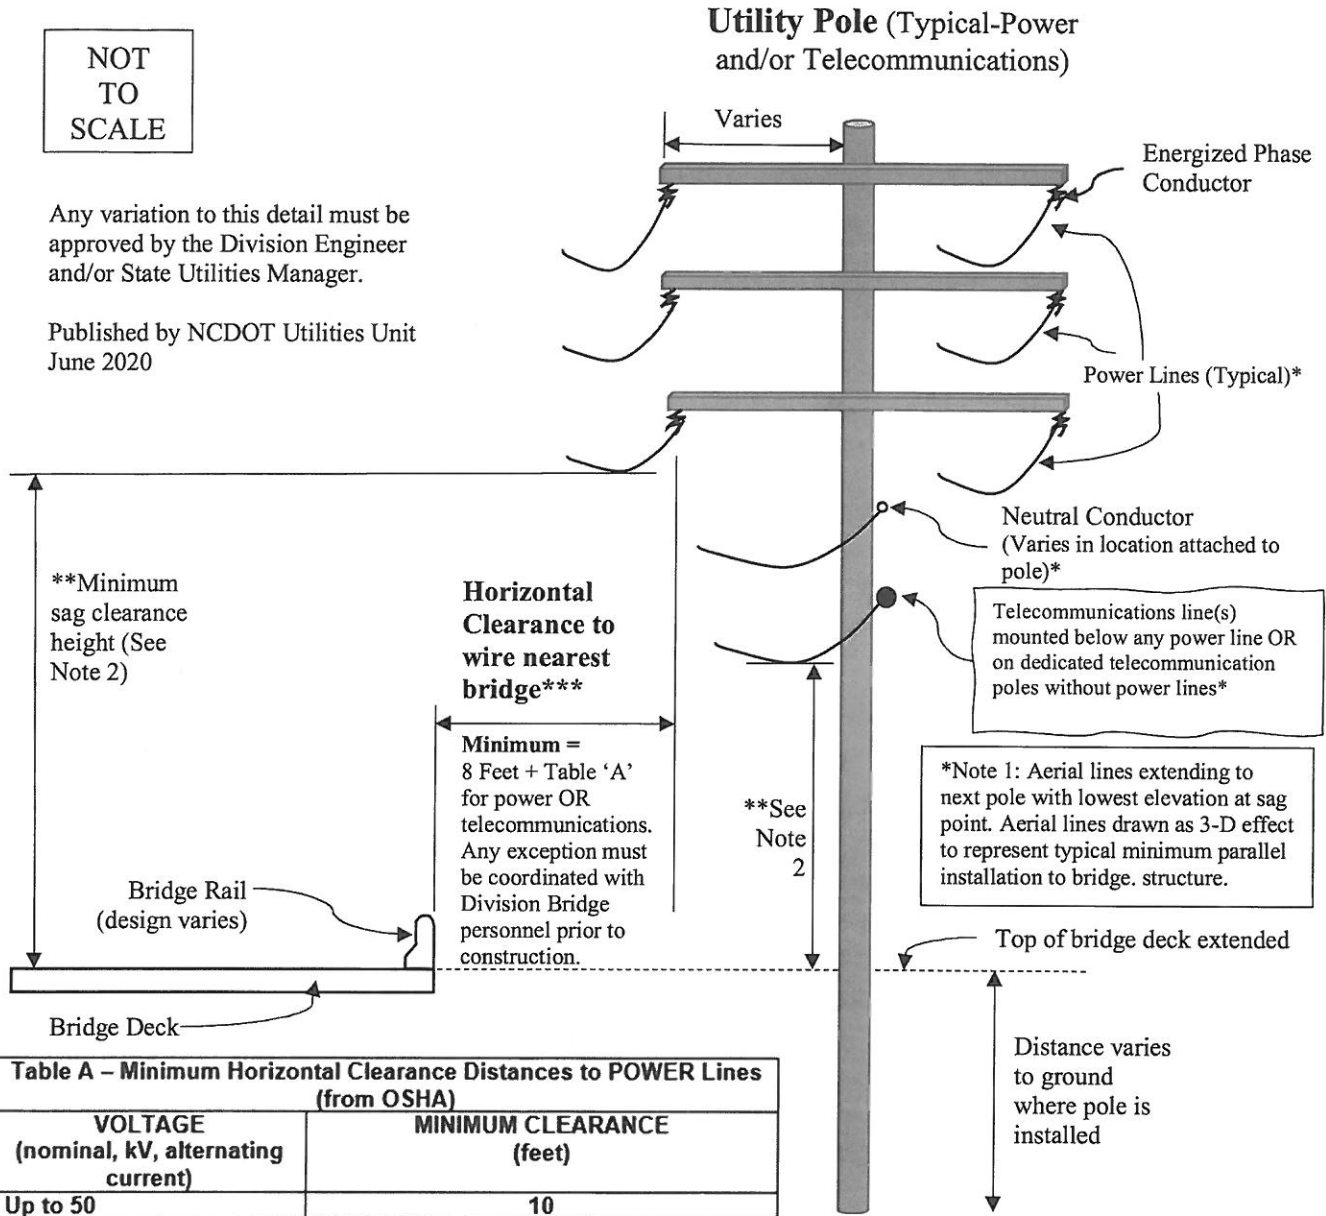 Utility Pole (Typical-Power
and/or Telecommunications)
NOT
TO
SCALE
Varies
Energized Phase
Conductor
Any variation to this detail must be
approved by the Division Engineer
and/or State Utilities Manager.
Published by NCDOT Utilities Unit
June 2020
Power Lines (Typical)*
Neutral Conductor
(Varies in location attached to
pole)*
**Minimum
sag clearance
height (See
Note 2)
Horizontal
Clearance to
wire nearest
bridge***
Telecommunications line(s)
mounted below any power line OR
on dedicated telecommunication
poles without power lines*
Minimum =
8 Feet + Table ‘A’
for power OR
telecommunications.
Any exception must
be coordinated with
Division Bridge
personnel prior to
construction.
**See
Note
2
*Note 1: Aerial lines extending to
next pole with lowest elevation at sag
point. Aerial lines drawn as 3-D effect
to represent typical minimum parallel
installation to bridge. structure.
Bridge Rail
(design varies)
Top of bridge deck extended
Bridge Deck
Distance varies
to ground
where pole is
installed
Table A – Minimum Horizontal Clearance Distances to POWER Lines
(from OSHA)
VOLTAGE
(nominal, kV, alternating
current)
MINIMUM CLEARANCE
(feet)
Up to 50
10